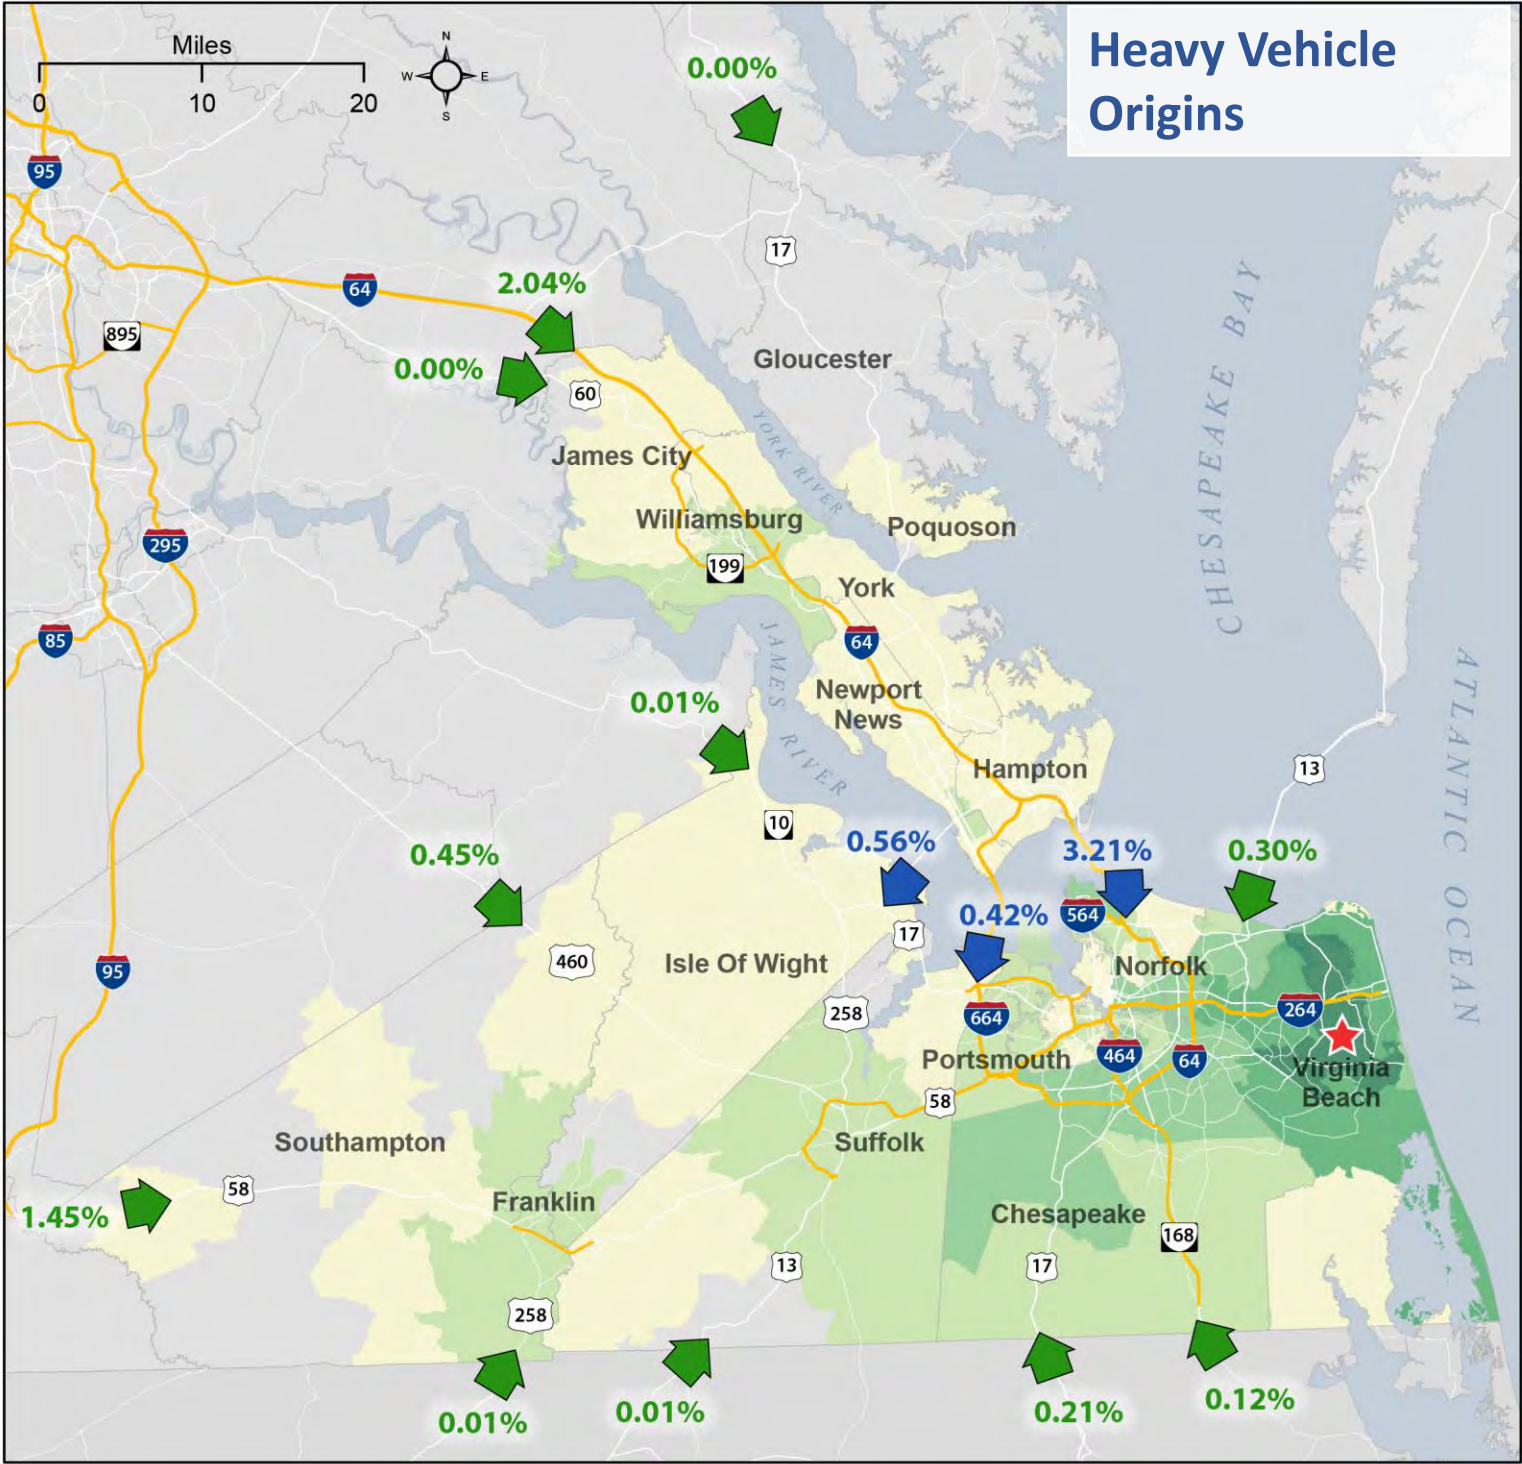 Heavy Vehicle
Origins
Miles
0 10 20
N
W E
S
0.00%
95
17
2.04%
64
895
Gloucester
0.00%
60
CHESAPEAKE BAY
YORK RIVER
James City
Williamsburg
Poquoson
295
199
York
85
64
JAMES RIVER
Newport
News
0.01%
ATLANTIC OCEAN
Hampton
13
10
0.45%
0.56%
3.21%
0.30%
0.42%
564
17
460
Isle Of Wight
Norfolk
95
258
664
264
Portsmouth
464
64
Virginia
Beach
58
Southampton
Suffolk
58
1.45%
Franklin
Chesapeake
168
13
17
258
0.01%
0.01%
0.21%
0.12%